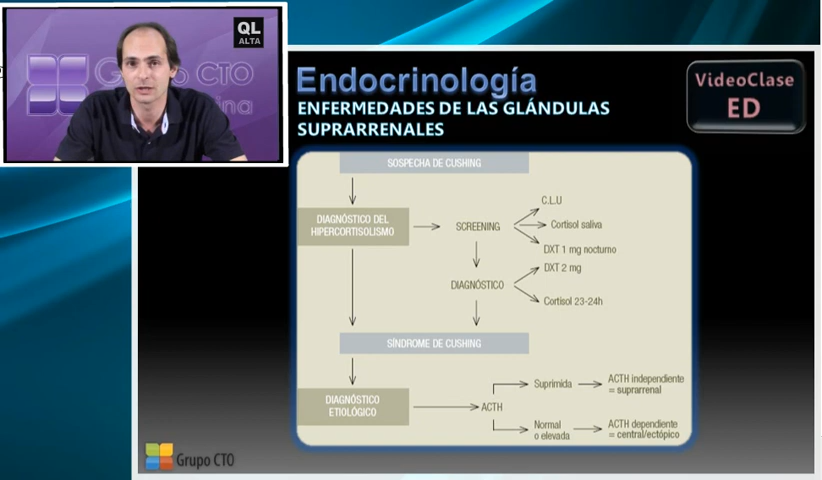 QL
ALTA
Grupo CTO
Endocrinología
ENFERMEDADES DE LAS GLÁNDULAS
SUPRARRENALES
VideoClase
ED
SOSPECHA DE CUSHING
DIAGNÓSTICO DEL
HIPERCORTISOLISMO
SCREENING
C.L.U
Cortisol saliva
DXT 1 mg nocturno
DIAGNÓSTICO
DXT 2 mg
Cortisol 23-24h
SÍNDROME DE CUSHING
DIAGNÓSTICO
ETIOLÓGICO
ACTH
Suprimida
ACTH independiente
= suprarrenal
Normal
o elevada
ACTH dependiente
= central/ectópico
Grupo CTO